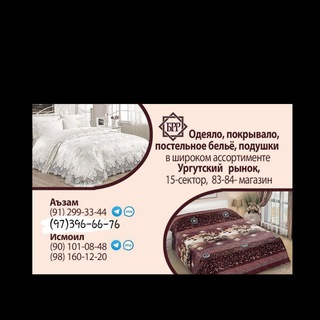 БРР
Одеяло, покрывало,
постельное бельё, подушки
в широком ассортименте
Ургутский рынок,
15-сектор, 83-84- магазин
Аъзам
(91) 299-33-44
(97)396-66-76
Исмоил
(90) 101-08-48
(98) 160-12-20